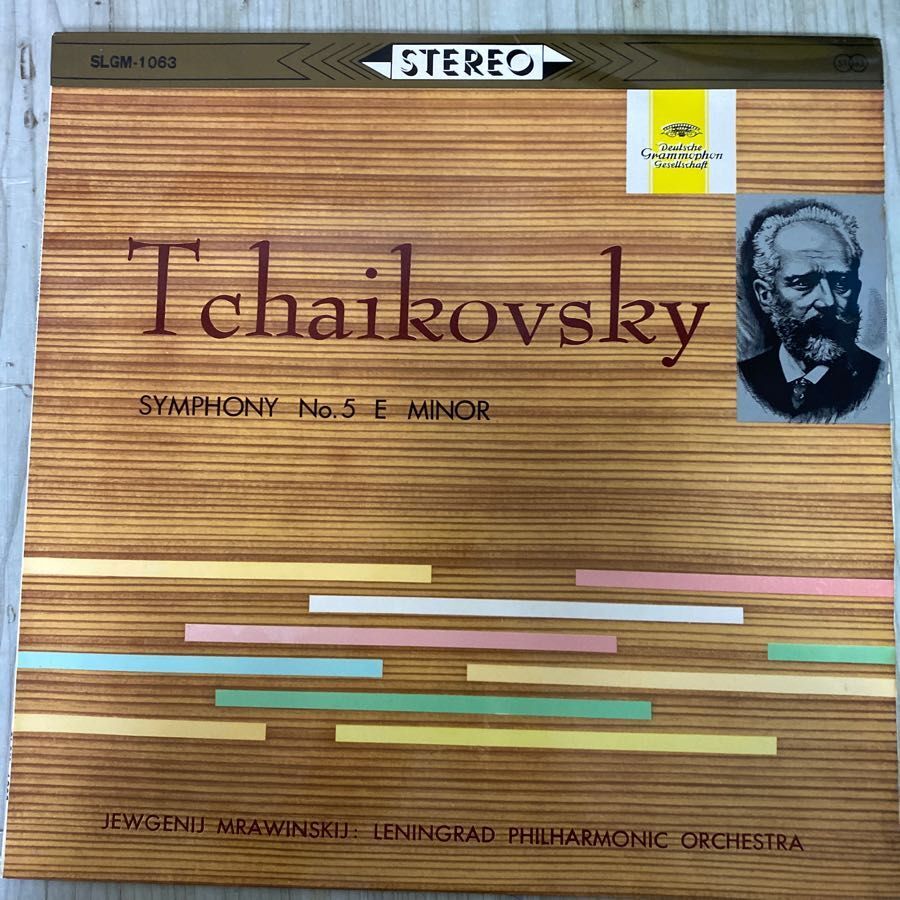 SLGM-1063
STEREO
Deutsche
Grammophon
Gesellschaft
Tchaikovsky
SYMPHONY No.5 E MINOR
JEWGENIJ MRAWINSKIJ: LENINGRAD PHILHARMONIC ORCHESTRA